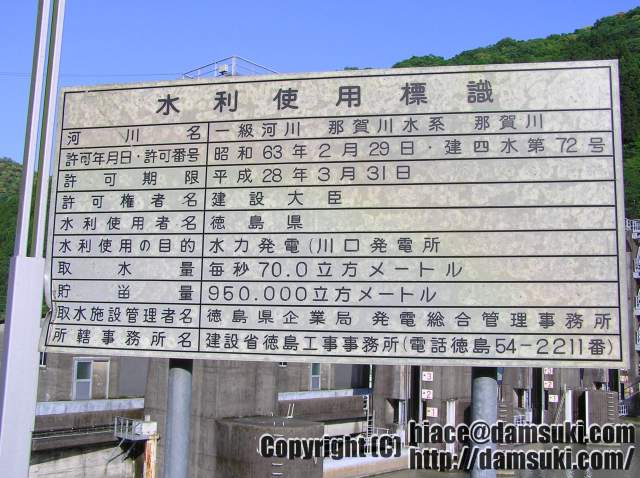 水利使用標識
河川名 一級河川 那賀川水系 那賀川
許可年月日・許可番号 昭和63年2月29日・建四水第72号
許可期限 平成28年3月31日
許可権者名 建設大臣
水利使用者名 徳島県
水利使用の目的 水力発電(川口発電所
取水量 毎秒70.0立方メートル
貯畄量 950.000立方メートル
取水施設管理者名 徳島県企業局 発電総合管理事務所
所轄事務所名 建設省徳島工事事務所(電話徳島54-2211番)
Copyright (C) hiace@damsuki.com
http://damsuki.com/